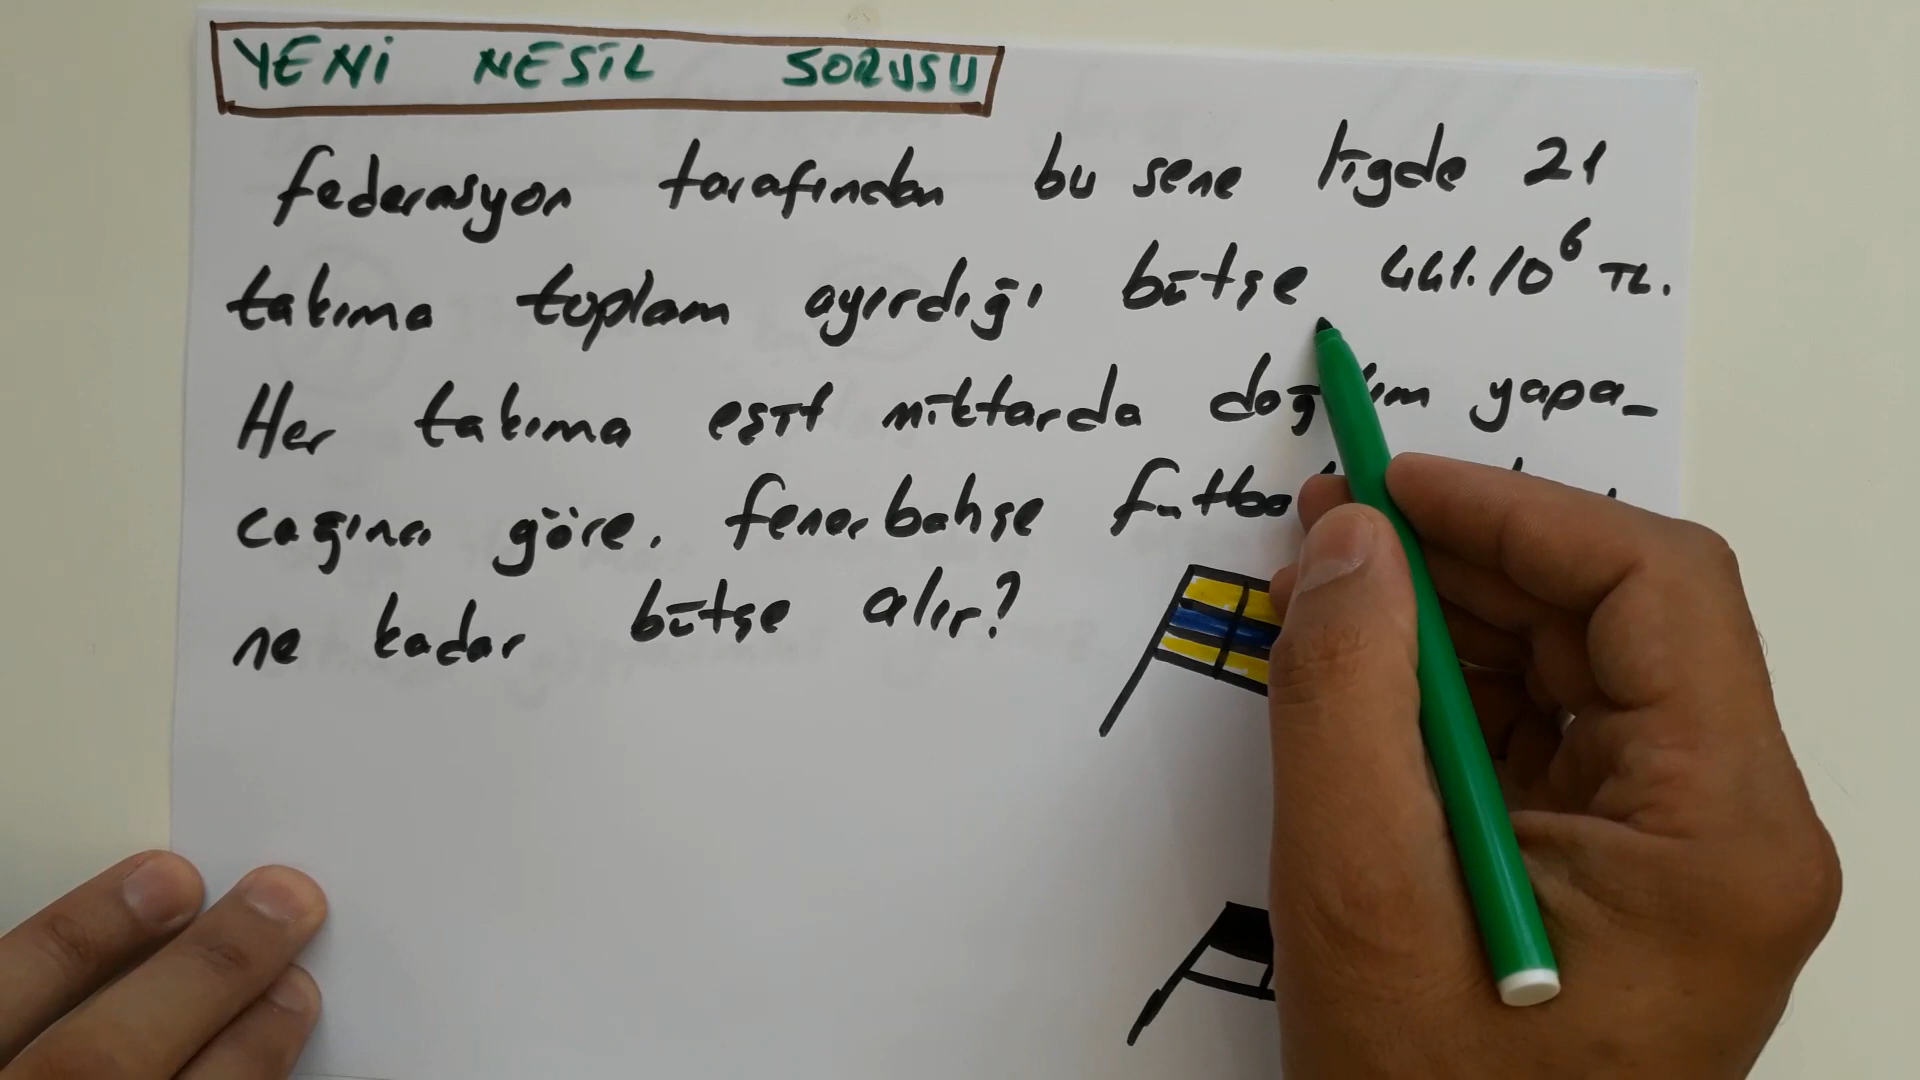 YENİ NESİL SORUSU
Federasyon tarafından bu sene ligde 21
takıma toplam ayırdığı bütçe 441.10⁶ TL.
Her takıma eşit miktarda yapa-
cağına göre. fenerbahçe
ne kadar bütçe alır?